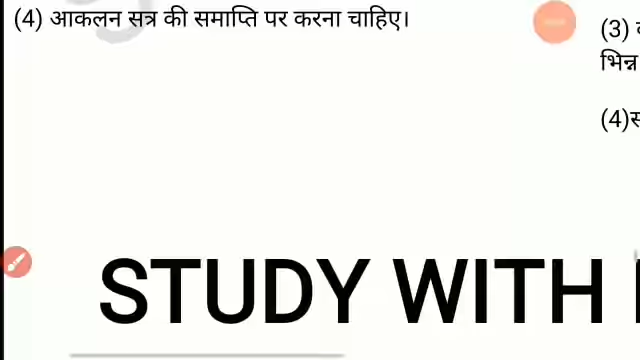 (4) आकलन सत्र की समाप्ति पर करना चाहिए।
(3)
भिन्न
(4)
STUDY WITH